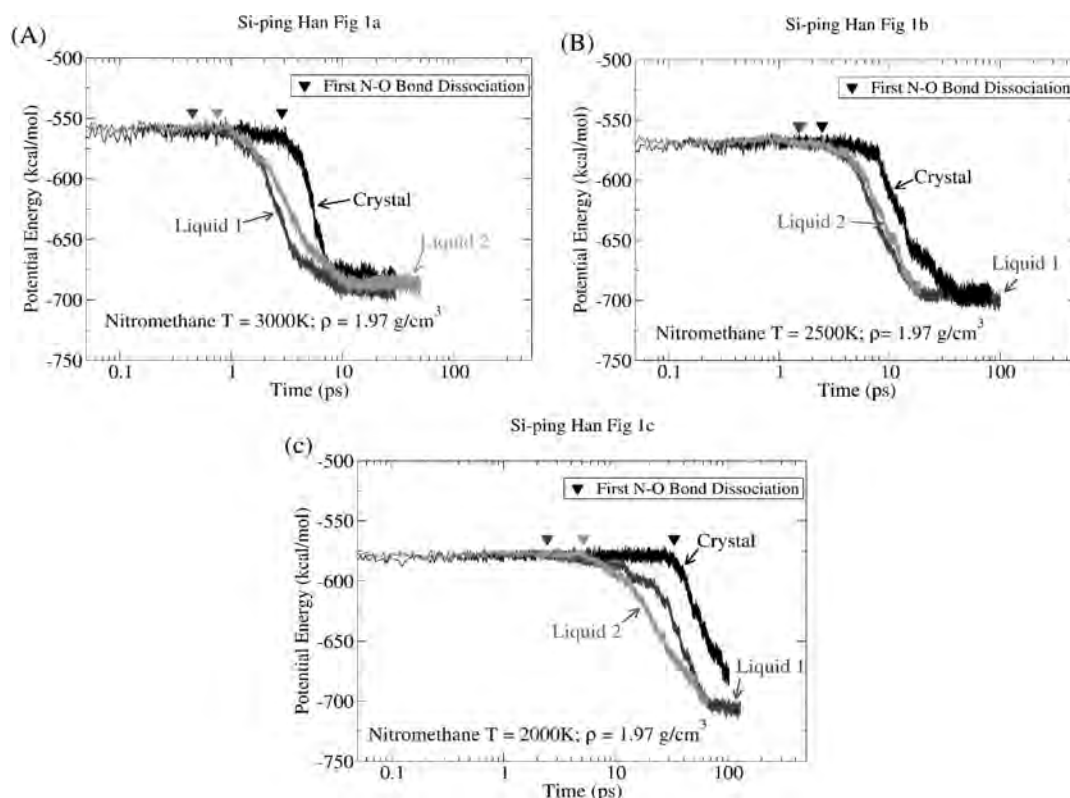 Si-ping Han Fig 1a
(A)
-500
-550
-600
-650
-700
-750
Potential Energy (kcal/mol)
▼ First N-O Bond Dissociation
Crystal
Liquid 1
Liquid 2
Nitromethane T = 3000K; ρ = 1.97 g/cm³
0.1 1 10 100
Time (ps)
Si-ping Han Fig 1b
(B)
-500
-550
-600
-650
-700
-750
Potential Energy (kcal/mol)
▼ First N-O Bond Dissociation
Crystal
Liquid 2
Liquid 1
Nitromethane T = 2500K; ρ= 1.97 g/cm³
0.1 1 10 100
Time (ps)
Si-ping Han Fig 1c
(c)
-500
-550
-600
-650
-700
-750
Potential Energy (kcal/mol)
▼ First N-O Bond Dissociation
Crystal
Liquid 2
Liquid 1
Nitromethane T = 2000K; ρ = 1.97 g/cm³
0.1 1 10 100
Time (ps)